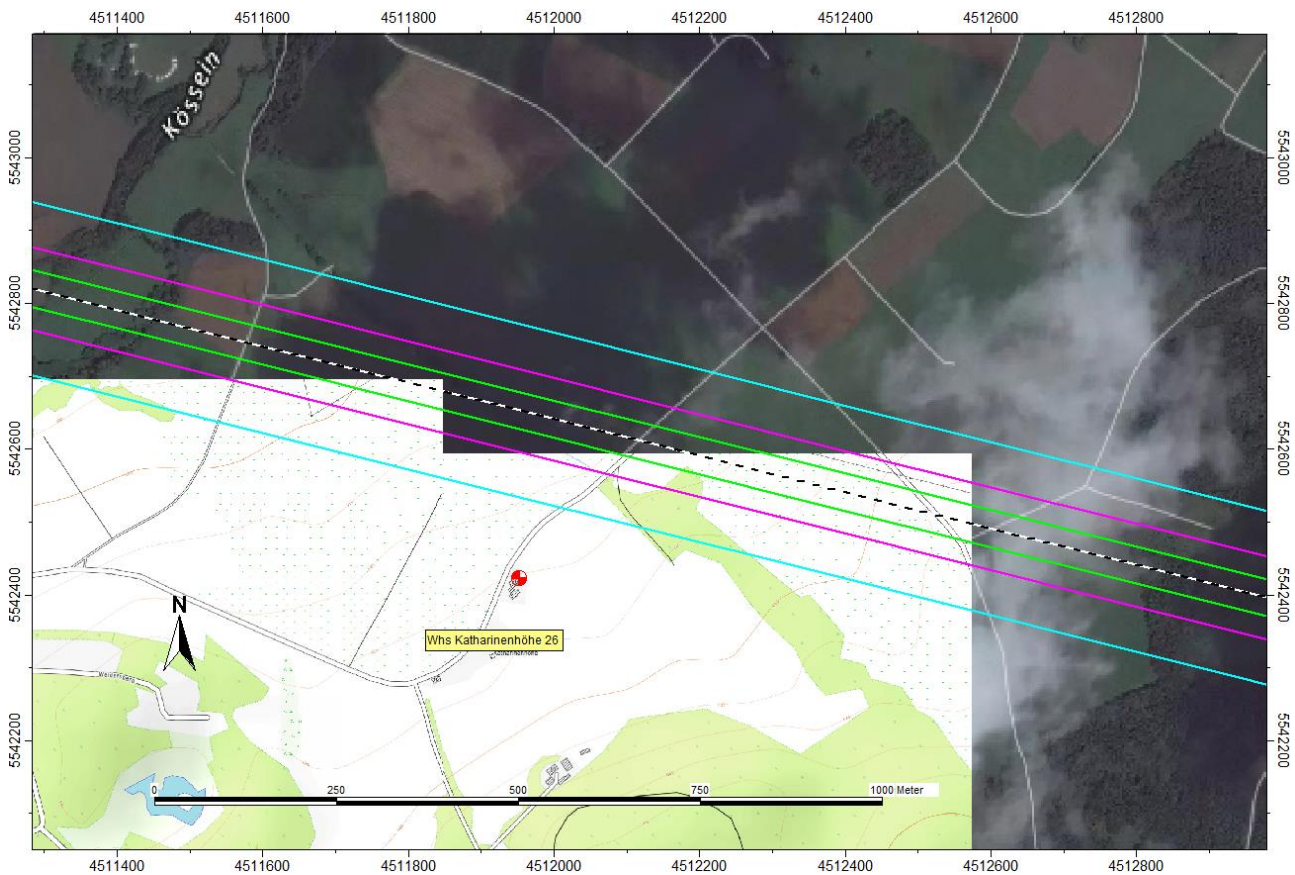 4511400 4511600 4511800 4512000 4512200 4512400 4512600 4512800
Kössein
5543000 5543000
5542800 5542800
5542600 5542600
5542400 5542400
N
Whs Katharinenhöhe 26
Katharinenhöhe
5542200 5542200
0 250 500 750 1000 Meter
4511400 4511600 4511800 4512000 4512200 4512400 4512600 4512800